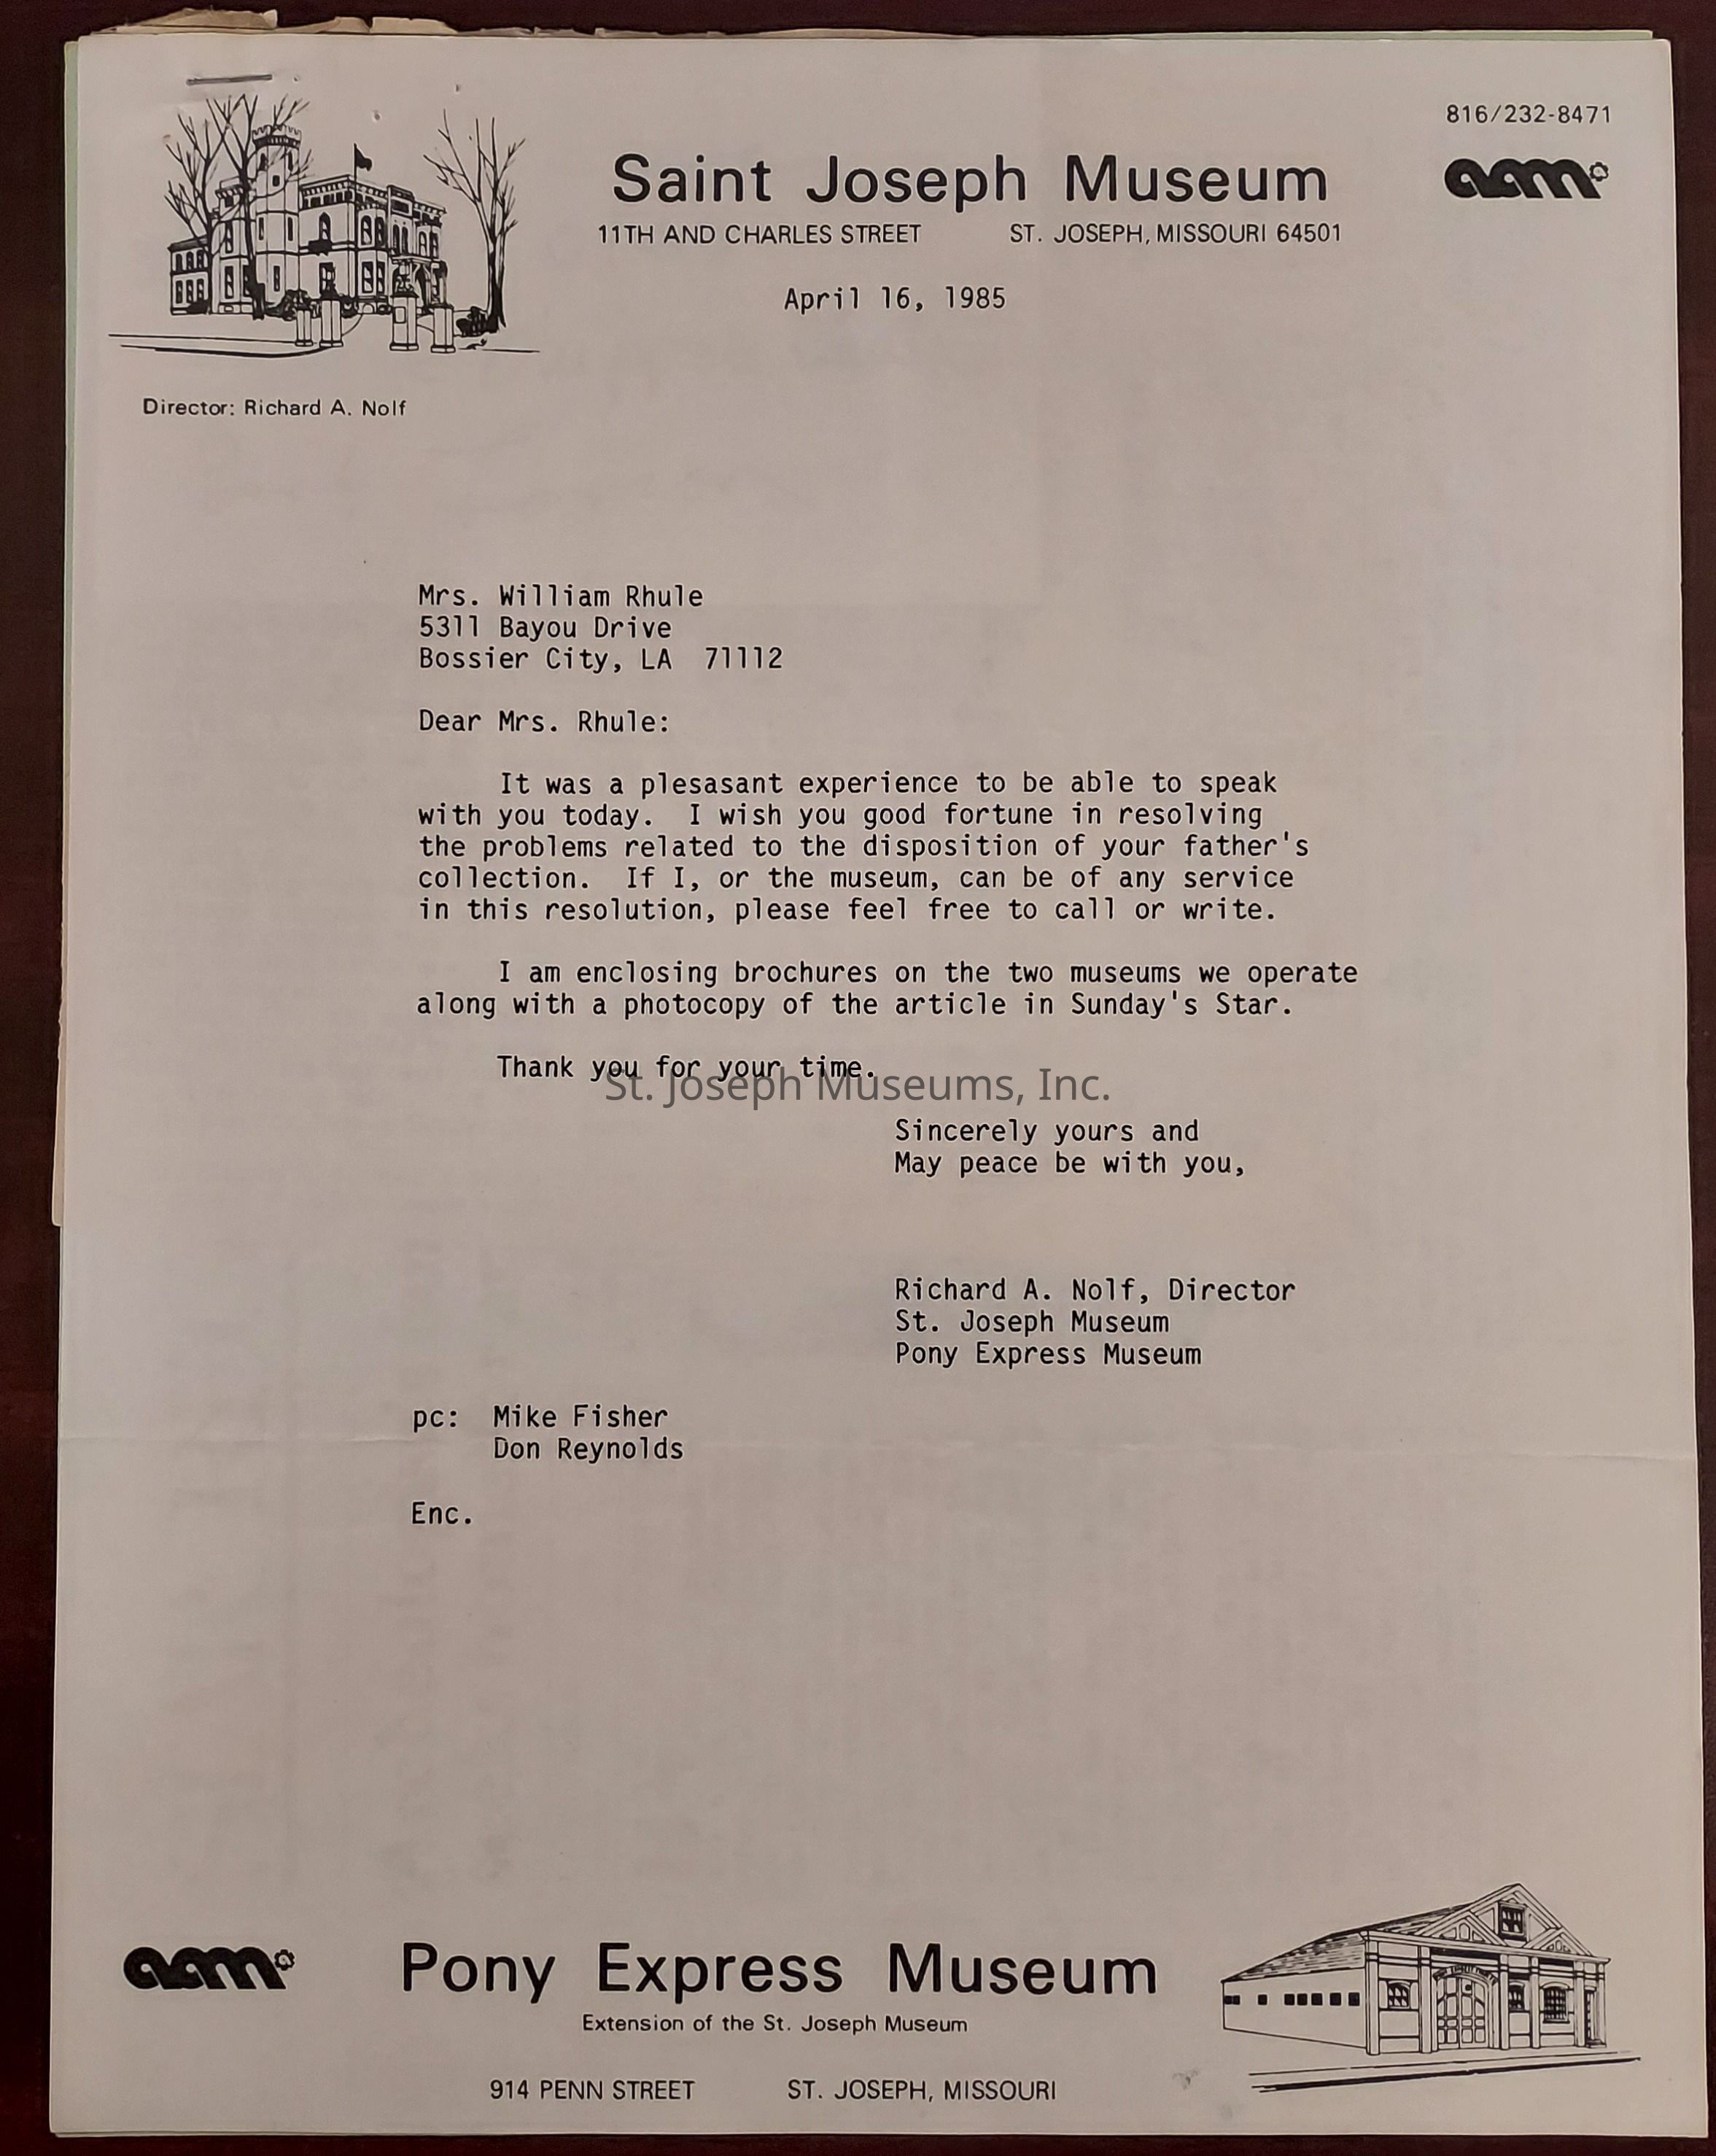 816/232-8471
Saint Joseph Museum
aam
11TH AND CHARLES STREET ST. JOSEPH, MISSOURI 64501
April 16, 1985
Director: Richard A. Nolf
Mrs. William Rhule
5311 Bayou Drive
Bossier City, LA 71112
Dear Mrs. Rhule:
It was a plesasant experience to be able to speak
with you today. I wish you good fortune in resolving
the problems related to the disposition of your father's
collection. If I, or the museum, can be of any service
in this resolution, please feel free to call or write.
I am enclosing brochures on the two museums we operate
along with a photocopy of the article in Sunday's Star.
Thank you for your time.
St. Joseph Museums, Inc.
Sincerely yours and
May peace be with you,
Richard A. Nolf, Director
St. Joseph Museum
Pony Express Museum
pc: Mike Fisher
Don Reynolds
Enc.
aam
Pony Express Museum
Extension of the St. Joseph Museum
914 PENN STREET ST. JOSEPH, MISSOURI